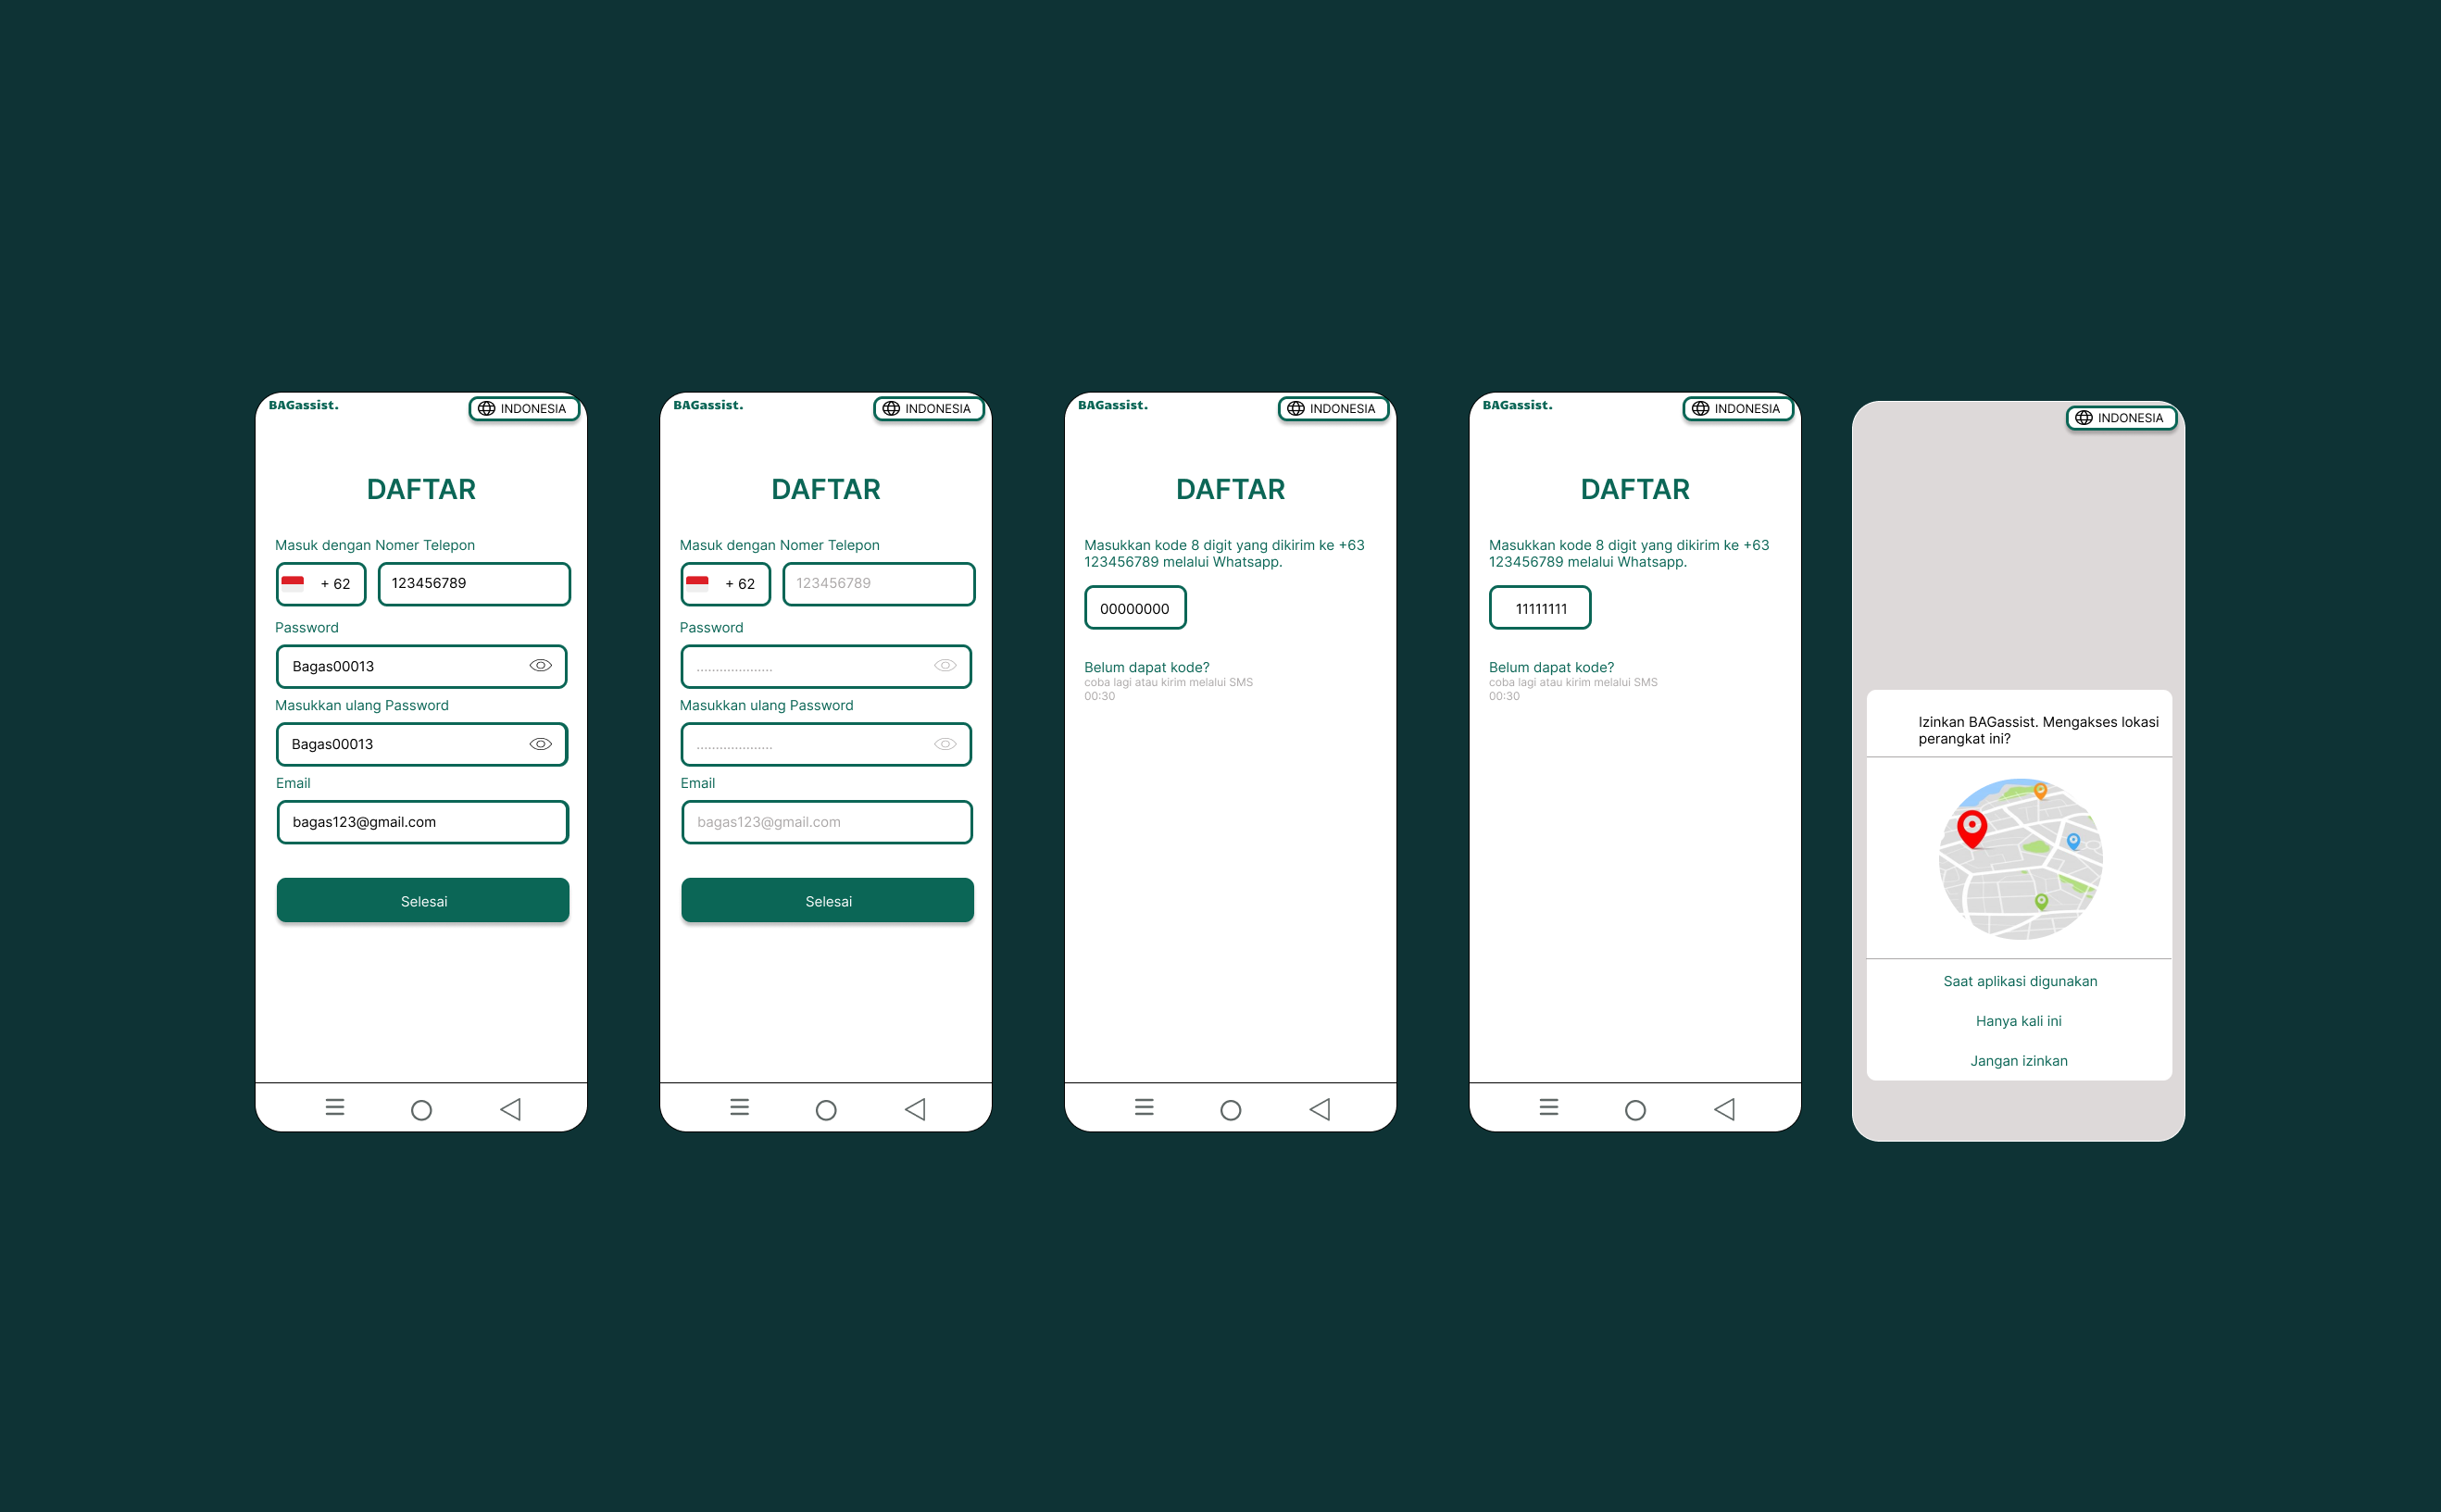 BAGassist.
INDONESIA
DAFTAR
Masuk dengan Nomer Telepon
+ 62
123456789
Password
Bagas00013
Masukkan ulang Password
Bagas00013
Email
bagas123@gmail.com
Selesai
BAGassist.
INDONESIA
DAFTAR
Masuk dengan Nomer Telepon
+ 62
123456789
Password
....................
Masukkan ulang Password
....................
Email
bagas123@gmail.com
Selesai
BAGassist.
INDONESIA
DAFTAR
Masukkan kode 8 digit yang dikirim ke +63
123456789 melalui Whatsapp.
00000000
Belum dapat kode?
coba lagi atau kirim melalui SMS
00:30
BAGassist.
INDONESIA
DAFTAR
Masukkan kode 8 digit yang dikirim ke +63
123456789 melalui Whatsapp.
11111111
Belum dapat kode?
coba lagi atau kirim melalui SMS
00:30
INDONESIA
Izinkan BAGassist. Mengakses lokasi
perangkat ini?
Saat aplikasi digunakan
Hanya kali ini
Jangan izinkan